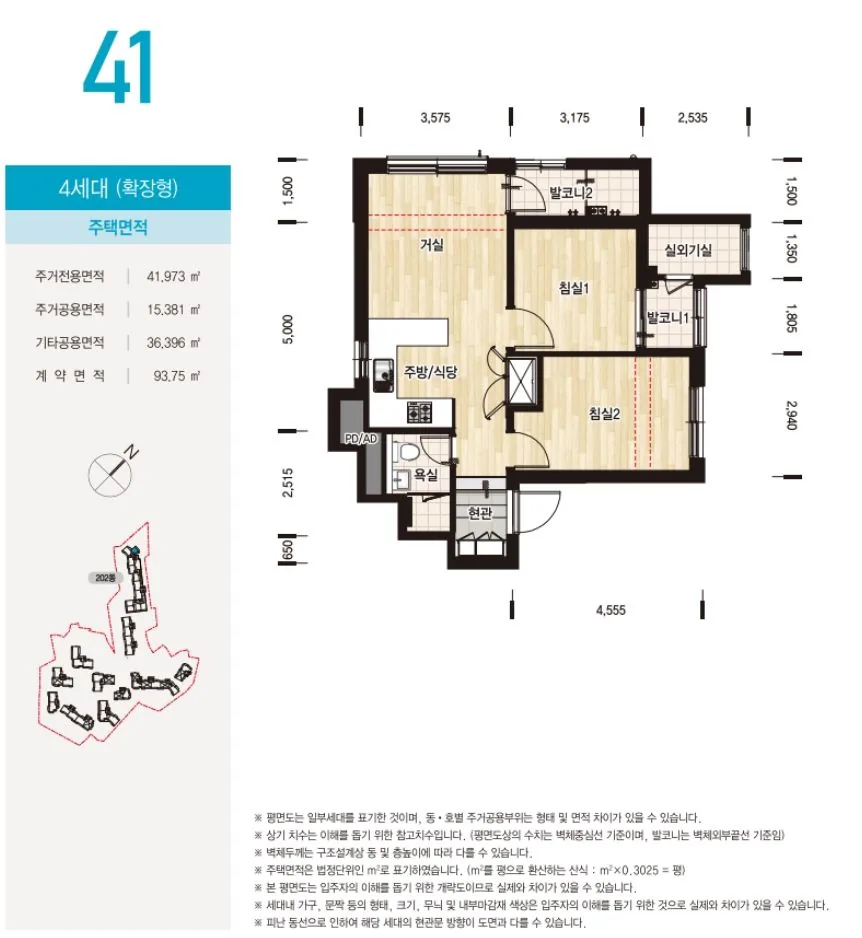 41
4세대 (확장형)
주택면적
주거전용면적 | 41,973 ㎡
주거공용면적 | 15,381 ㎡
기타공용면적 | 36,396 ㎡
계 약 면 적 | 93,75 ㎡
N
202동
3,575
3,175
2,535
1,500
5,000
2,515
650
1,500
1,350
1,805
2,940
4,555
발코니2
거실
실외기실
침실1
발코니1
주방/식당
침실2
PD/AD
욕실
현관
※ 평면도는 일부세대를 표기한 것이며, 동·호별 주거공용부위는 형태 및 면적 차이가 있을 수 있습니다.
※ 상기 치수는 이해를 돕기 위한 참고치수입니다. (평면도상의 수치는 벽체중심선 기준이며, 발코니는 벽체외부끝선 기준임)
※ 벽체두께는 구조설계상 동 및 층높이에 따라 다를 수 있습니다.
※ 주택면적은 법정단위인 m²로 표기하였습니다. (m²를 평으로 환산하는 산식 : m²×0.3025 = 평)
※ 본 평면도는 입주자의 이해를 돕기 위한 개략도이므로 실제와 차이가 있을 수 있습니다.
※ 세대내 가구, 문짝 등의 형태, 크기, 무늬 및 내부마감재 색상은 입주자의 이해를 돕기 위한 것으로 실제와 차이가 있을 수 있습니다.
※ 피난 동선으로 인하여 해당 세대의 현관문 방향이 도면과 다를 수 있습니다.